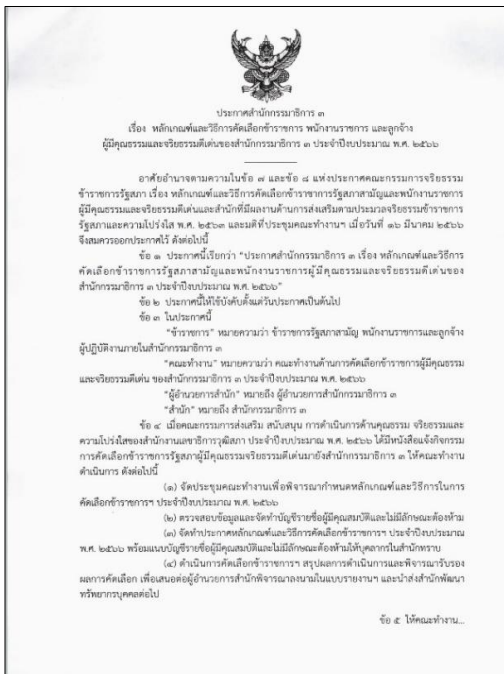 ประกาศสำนักกรรมาธิการ ๓
เรื่อง หลักเกณฑ์และวิธีการคัดเลือกข้าราชการ พนักงานราชการ และลูกจ้าง
ผู้มีคุณธรรมและจริยธรรมดีเด่นของสำนักกรรมาธิการ ๓ ประจำปีงบประมาณ พ.ศ. ๒๕๖๖
อาศัยอำนาจตามความในข้อ ๗ และข้อ ๘ แห่งประกาศคณะกรรมการจริยธรรม
ข้าราชการรัฐสภา เรื่อง หลักเกณฑ์และวิธีการคัดเลือกข้าราชการรัฐสภาสามัญและพนักงานราชการ
ผู้มีคุณธรรมและจริยธรรมดีเด่นและสำนักที่มีผลงานด้านการส่งเสริมตามประมวลจริยธรรมข้าราชการ
รัฐสภาและความโปร่งใส พ.ศ. ๒๕๖๓ และมติที่ประชุมคณะทำงานฯ เมื่อวันที่ ๑๖ มีนาคม ๒๕๖๖
จึงสมควรออกประกาศไว้ ดังต่อไปนี้
ข้อ ๑ ประกาศนี้เรียกว่า "ประกาศสำนักกรรมาธิการ ๓ เรื่อง หลักเกณฑ์และวิธีการ
คัดเลือกข้าราชการรัฐสภาสามัญและพนักงานราชการผู้มีคุณธรรมและจริยธรรมดีเด่นของ
สำนักกรรมาธิการ ๓ ประจำปีงบประมาณ พ.ศ. ๒๕๖๖"
ข้อ ๒ ประกาศนี้ให้ใช้บังคับตั้งแต่วันประกาศเป็นต้นไป
ข้อ ๓ ในประกาศนี้
"ข้าราชการ" หมายความว่า ข้าราชการรัฐสภาสามัญ พนักงานราชการและลูกจ้าง
ผู้ปฏิบัติงานภายในสำนักกรรมาธิการ ๓
"คณะทำงาน" หมายความว่า คณะทำงานด้านการคัดเลือกข้าราชการผู้มีคุณธรรม
และจริยธรรมดีเด่น ของสำนักกรรมาธิการ ๓ ประจำปีงบประมาณ พ.ศ. ๒๕๖๖
"ผู้อำนวยการสำนัก" หมายถึง ผู้อำนวยการสำนักกรรมาธิการ ๓
"สำนัก" หมายถึง สำนักกรรมาธิการ ๓
ข้อ ๔ เมื่อคณะกรรมการส่งเสริม สนับสนุน การดำเนินการด้านคุณธรรม จริยธรรมและ
ความโปร่งใสของสำนักงานเลขาธิการวุฒิสภา ประจำปีงบประมาณ พ.ศ. ๒๕๖๖ ได้มีหนังสือแจ้งกิจกรรม
การคัดเลือกข้าราชการรัฐสภาผู้มีคุณธรรมจริยธรรมดีเด่นมายังสำนักกรรมาธิการ ๓ ให้คณะทำงาน
ดำเนินการ ดังต่อไปนี้
(๑) จัดประชุมคณะทำงานเพื่อพิจารณากำหนดหลักเกณฑ์และวิธีการในการ
คัดเลือกข้าราชการฯ ประจำปีงบประมาณ พ.ศ. ๒๕๖๖
(๒) ตรวจสอบข้อมูลและจัดทำบัญชีรายชื่อผู้มีคุณสมบัติและไม่มีลักษณะต้องห้าม
(๓) จัดทำประกาศหลักเกณฑ์และวิธีการคัดเลือกข้าราชการฯ ประจำปีงบประมาณ
พ.ศ. ๒๕๖๖ พร้อมแนบบัญชีรายชื่อผู้มีคุณสมบัติและไม่มีลักษณะต้องห้ามให้บุคลากรในสำนักทราบ
(๔) ดำเนินการคัดเลือกข้าราชการฯ สรุปผลการดำเนินการและพิจารณารับรอง
ผลการคัดเลือก เพื่อเสนอต่อผู้อำนวยการสำนักพิจารณาลงนามในแบบรายงานฯ และนำส่งสำนักพัฒนา
ทรัพยากรบุคคลต่อไป
ข้อ ๕ ให้คณะทำงาน...